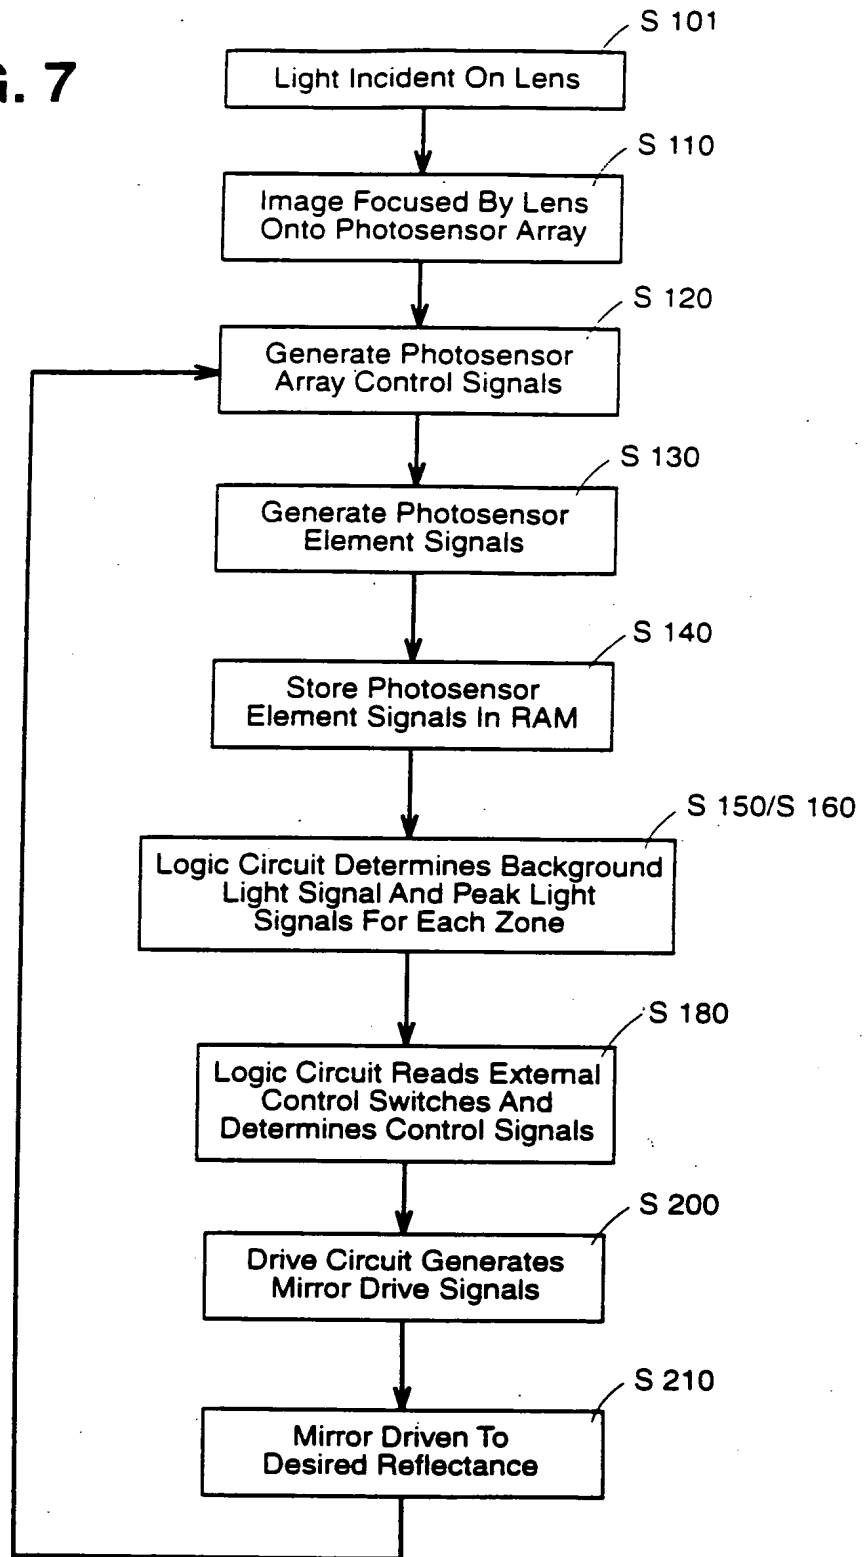 G. 7
S 101
Light Incident On Lens
S 110
Image Focused By Lens
Onto Photosensor Array
S 120
Generate Photosensor
Array Control Signals
S 130
Generate Photosensor
Element Signals
S 140
Store Photosensor
Element Signals In RAM
S 150/S 160
Logic Circuit Determines Background
Light Signal And Peak Light
Signals For Each Zone
S 180
Logic Circuit Reads External
Control Switches And
Determines Control Signals
S 200
Drive Circuit Generates
Mirror Drive Signals
S 210
Mirror Driven To
Desired Reflectance